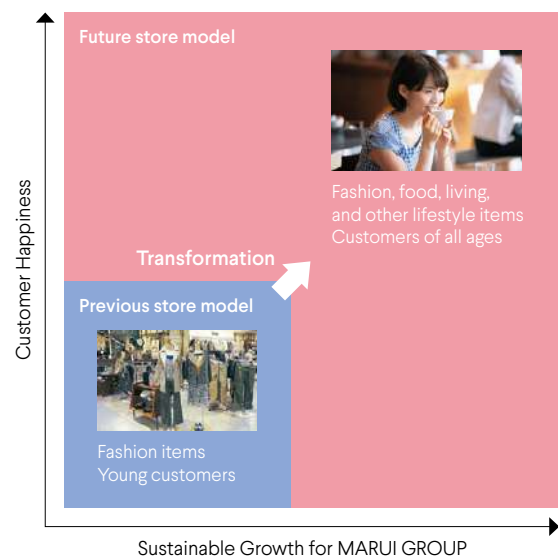 Future store model
Fashion, food, living,
and other lifestyle items
Customers of all ages
Transformation
Previous store model
Fashion items
Young customers
Customer Happiness
Sustainable Growth for MARUI GROUP